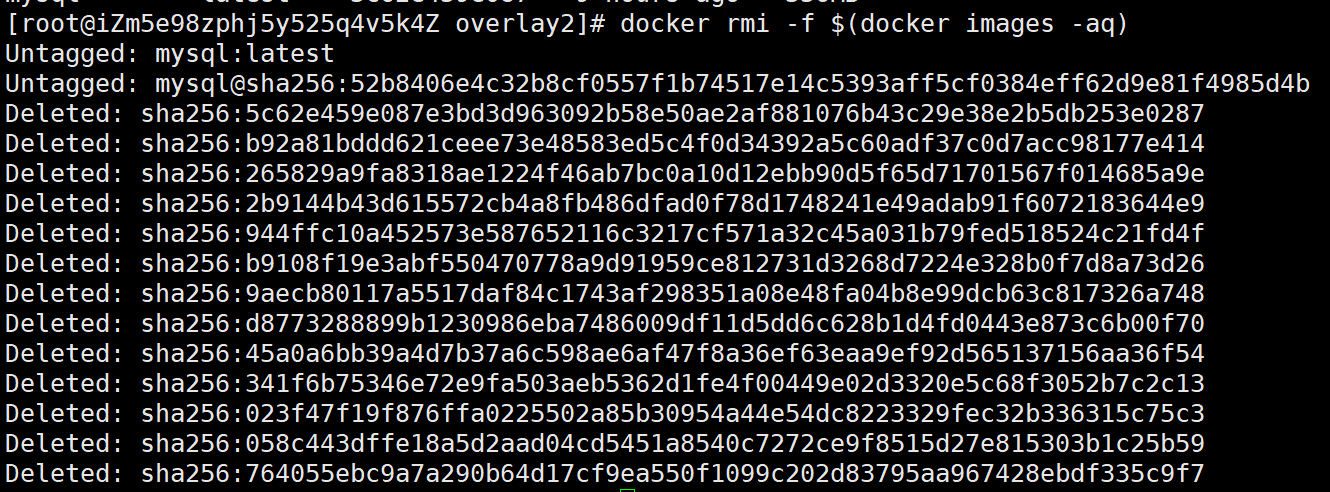 [root@iZm5e98zphj5y525q4v5k4Z overlay2]# docker rmi -f $(docker images -aq)
Untagged: mysql:latest
Untagged: mysql@sha256:52b8406e4c32b8cf0557f1b74517e14c5393aff5cf0384eff62d9e81f4985d4b
Deleted: sha256:5c62e459e087e3bd3d963092b58e50ae2af881076b43c29e38e2b5db253e0287
Deleted: sha256:b92a81bddd621ceee73e48583ed5c4f0d34392a5c60adf37c0d7acc98177e414
Deleted: sha256:265829a9fa8318ae1224f46ab7bc0a10d12ebb90d5f65d71701567f014685a9e
Deleted: sha256:2b9144b43d615572cb4a8fb486dfad0f78d1748241e49adab91f6072183644e9
Deleted: sha256:944ffc10a452573e587652116c3217cf571a32c45a031b79fed518524c21fd4f
Deleted: sha256:b9108f19e3abf550470778a9d91959ce812731d3268d7224e328b0f7d8a73d26
Deleted: sha256:9aecb80117a5517daf84c1743af298351a08e48fa04b8e99dcb63c817326a748
Deleted: sha256:d8773288899b1230986eba7486009df11d5dd6c628b1d4fd0443e873c6b00f70
Deleted: sha256:45a0a6bb39a4d7b37a6c598ae6af47f8a36ef63eaa9ef92d565137156aa36f54
Deleted: sha256:341f6b75346e72e9fa503aeb5362d1fe4f00449e02d3320e5c68f3052b7c2c13
Deleted: sha256:023f47f19f876ffa0225502a85b30954a44e54dc8223329fec32b336315c75c3
Deleted: sha256:058c443dffe18a5d2aad04cd5451a8540c7272ce9f8515d27e815303b1c25b59
Deleted: sha256:764055ebc9a7a290b64d17cf9ea550f1099c202d83795aa967428ebdf335c9f7